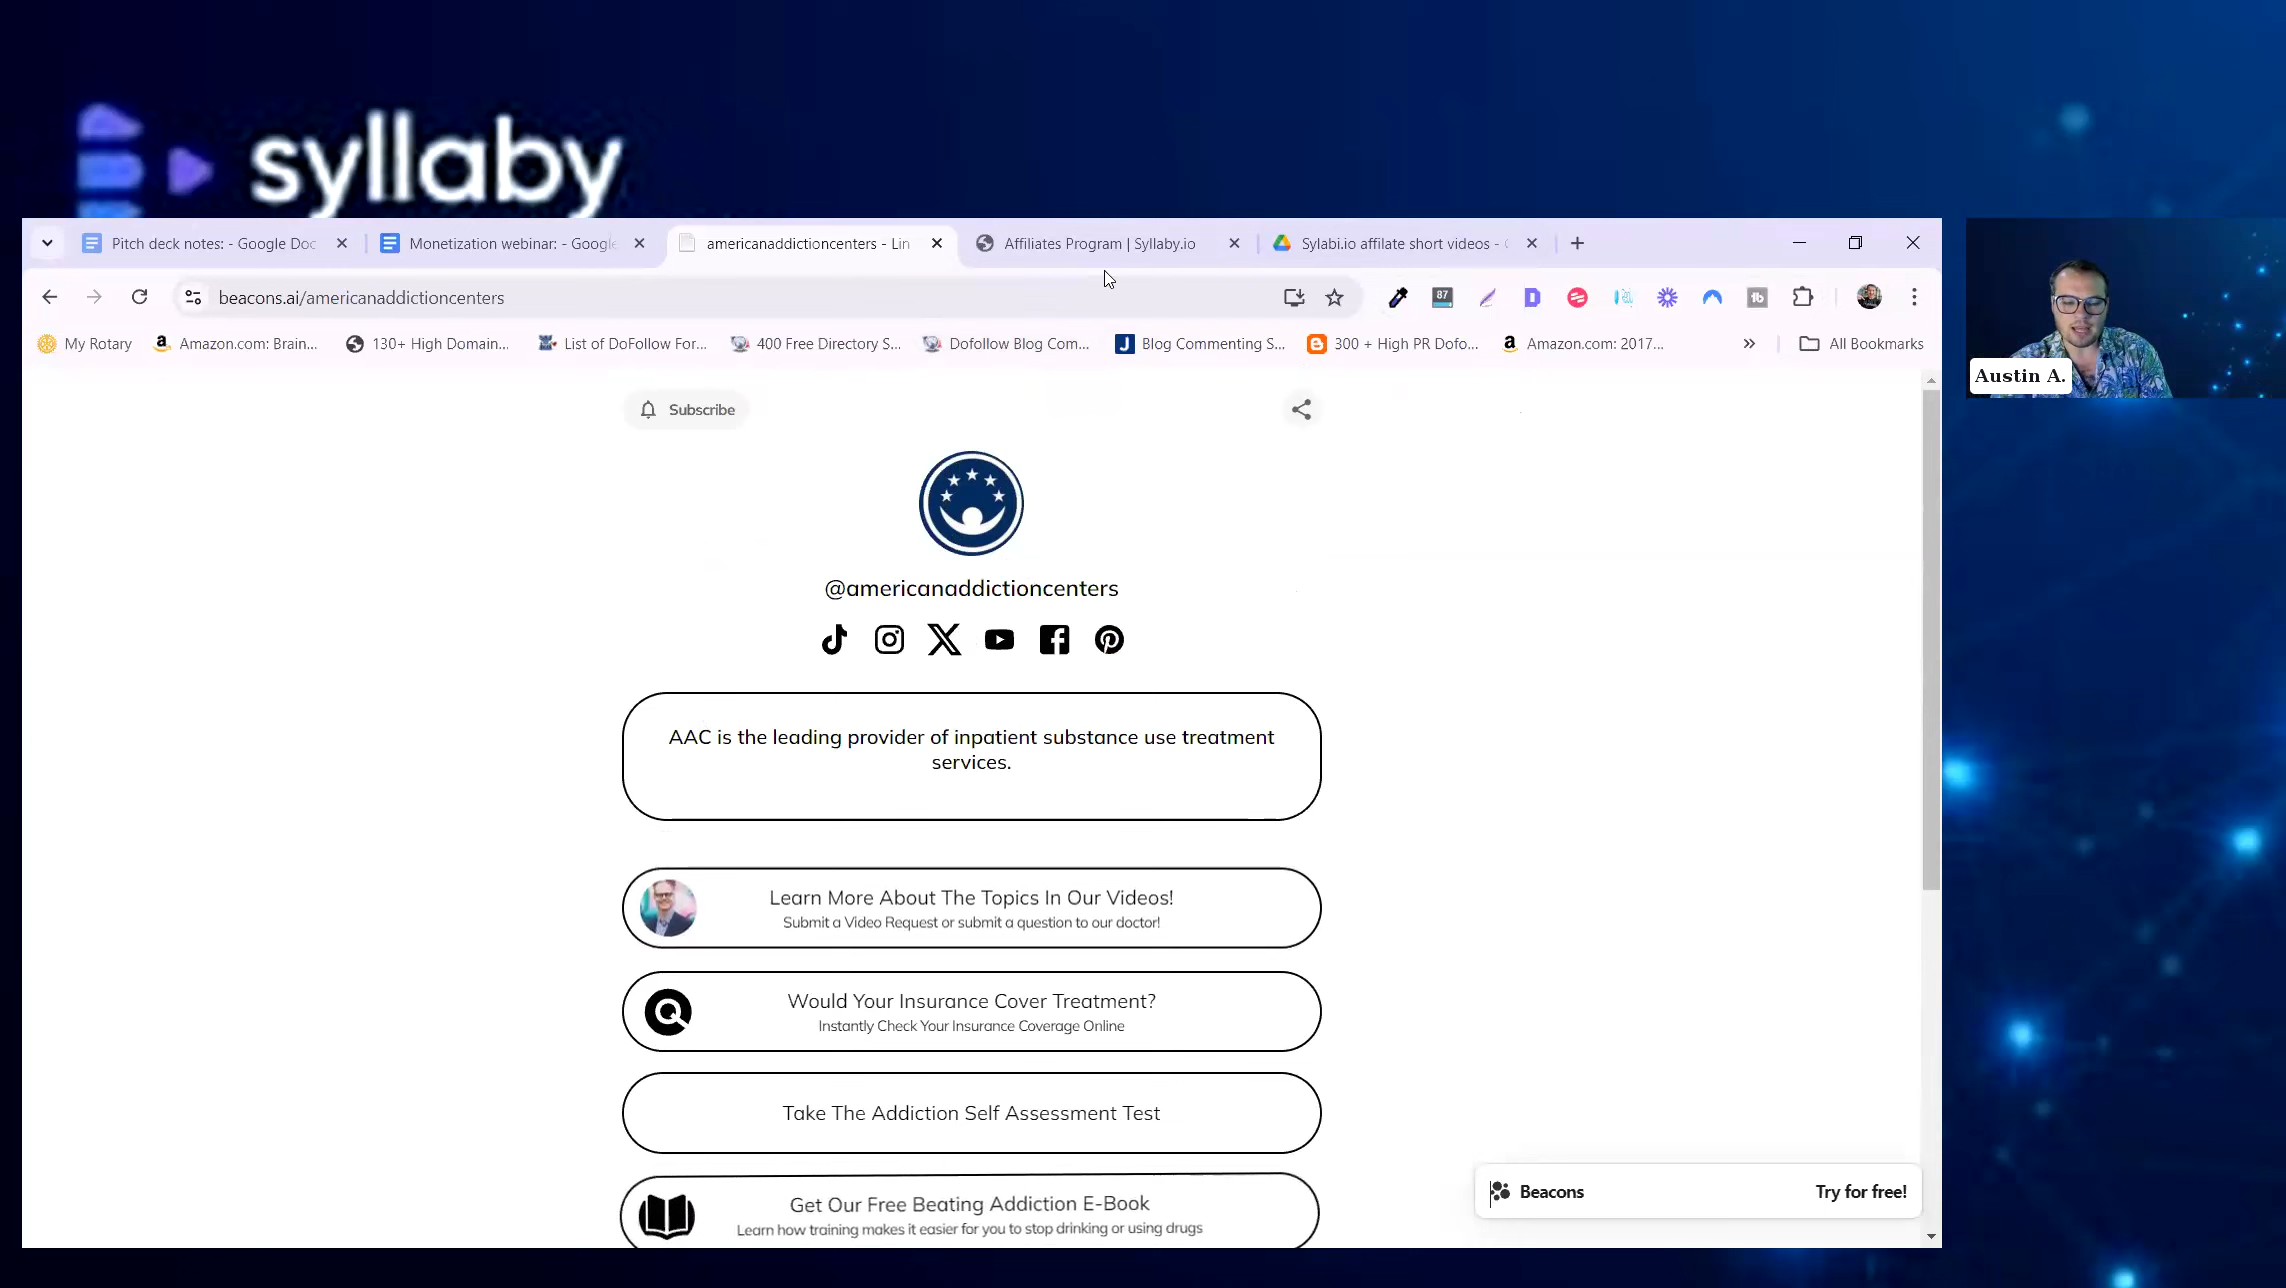 syllaby
Pitch deck notes: - Google Doc
Monetization webinar: - Google
americanaddictioncenters - Lin
Affiliates Program | Syllaby.io
Sylabi.io affilate short videos -
beacons.ai/americanaddictioncenters
87
D
tb
My Rotary
Amazon.com: Brain...
130+ High Domain...
List of DoFollow For...
400 Free Directory S...
Dofollow Blog Com...
J
Blog Commenting S...
300 + High PR Dofo...
Amazon.com: 2017...
All Bookmarks
Austin A.
Subscribe
@americanaddictioncenters
AAC is the leading provider of inpatient substance use treatment
services.
Learn More About The Topics In Our Videos!
Submit a Video Request or submit a question to our doctor!
Would Your Insurance Cover Treatment?
Instantly Check Your Insurance Coverage Online
Take The Addiction Self Assessment Test
Get Our Free Beating Addiction E-Book
Learn how training makes it easier for you to stop drinking or using drugs
Beacons
Try for free!